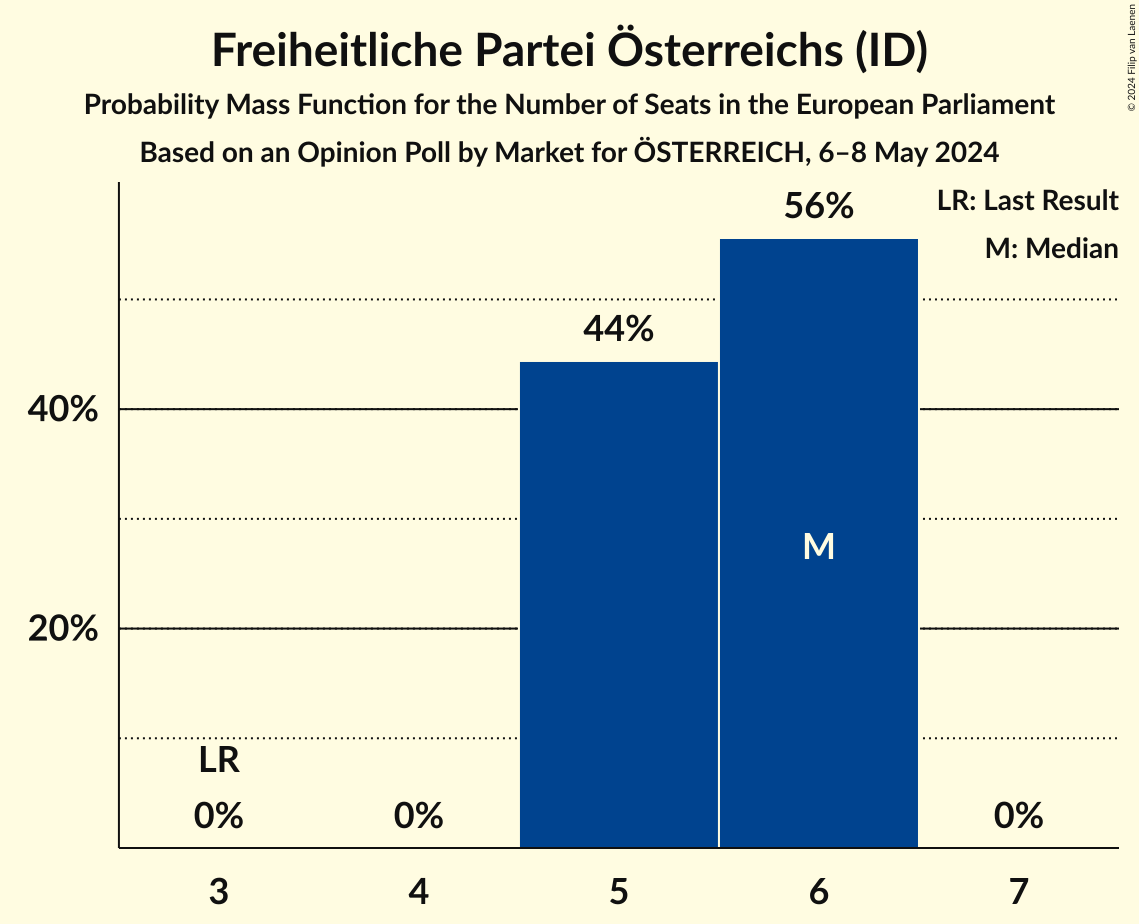 Freiheitliche Partei Österreichs (ID)
Probability Mass Function for the Number of Seats in the European Parliament
Based on an Opinion Poll by Market for ÖSTERREICH, 6–8 May 2024
© 2024 Filip van Laenen
LR: Last Result
M: Median
56%
44%
40%
M
20%
LR
0%
0%
0%
3
4
5
6
7